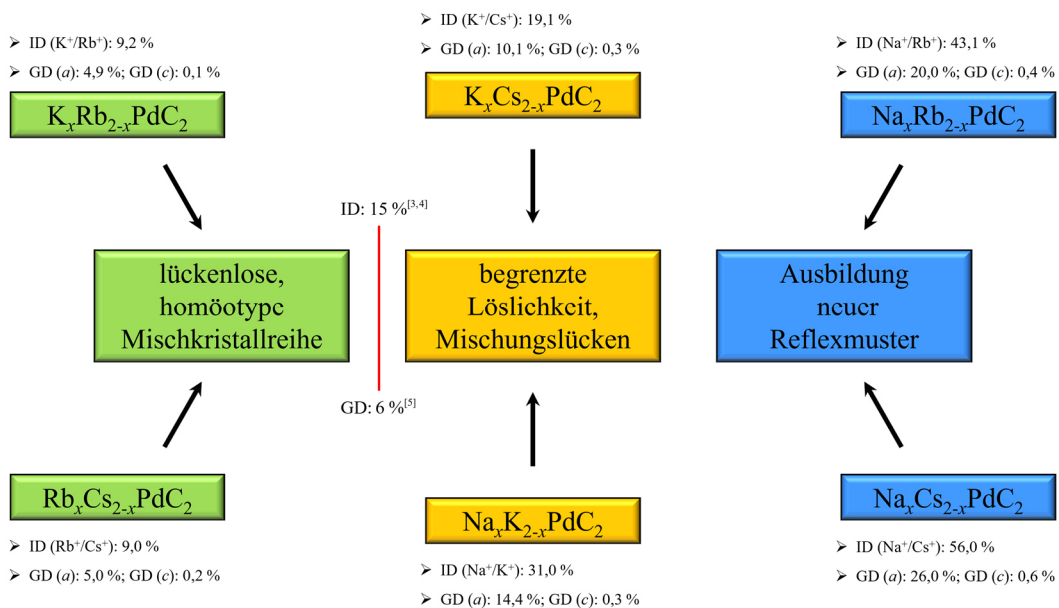 ➤ ID (K⁺/Rb⁺): 9,2 %
➤ GD (a): 4,9 %; GD (c): 0,1 %
KₓRb₂₋ₓPdC₂
➤ ID (K⁺/Cs⁺): 19,1 %
➤ GD (a): 10,1 %; GD (c): 0,3 %
KₓCs₂₋ₓPdC₂
➤ ID (Na⁺/Rb⁺): 43,1 %
➤ GD (a): 20,0 %; GD (c): 0,4 %
NaₓRb₂₋ₓPdC₂
lückenlose,
homöotype
Mischkristallreihe
ID: 15 %[3,4]
GD: 6 %[5]
begrenzte
Löslichkeit,
Mischungslücken
Ausbildung
neuer
Reflexmuster
RbₓCs₂₋ₓPdC₂
➤ ID (Rb⁺/Cs⁺): 9,0 %
➤ GD (a): 5,0 %; GD (c): 0,2 %
NaₓK₂₋ₓPdC₂
➤ ID (Na⁺/K⁺): 31,0 %
➤ GD (a): 14,4 %; GD (c): 0,3 %
NaₓCs₂₋ₓPdC₂
➤ ID (Na⁺/Cs⁺): 56,0 %
➤ GD (a): 26,0 %; GD (c): 0,6 %